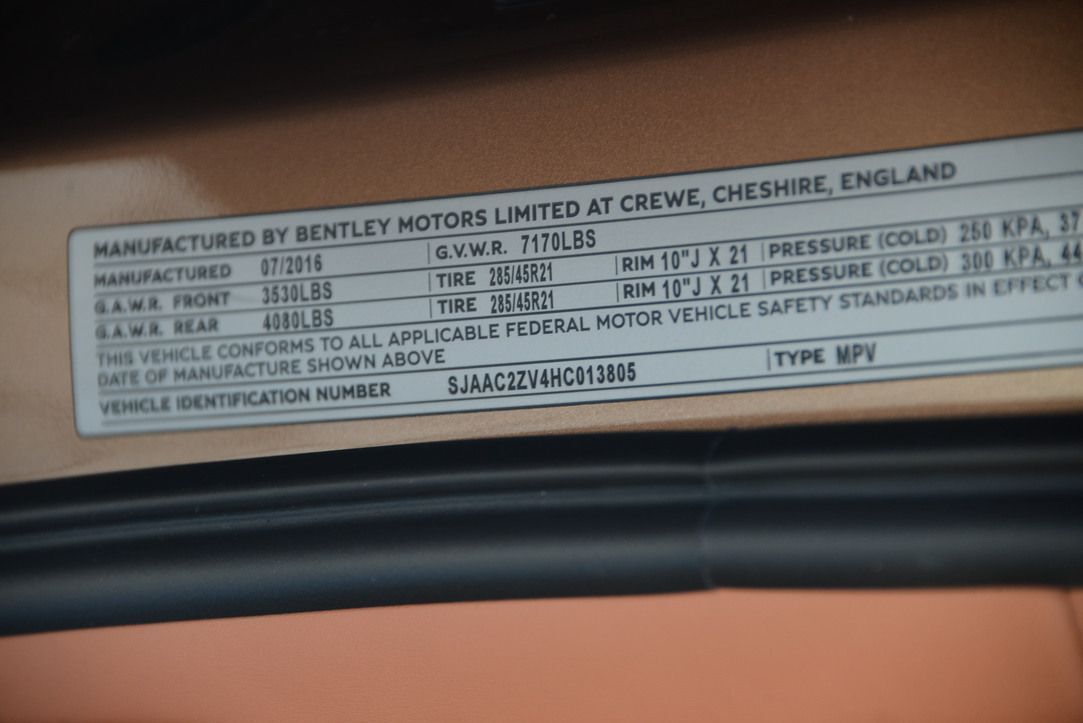 MANUFACTURED BY BENTLEY MOTORS LIMITED AT CREWE, CHESHIRE, ENGLAND
MANUFACTURED 07/2016 G.V.W.R. 7170LBS
G.A.W.R. FRONT 3530LBS TIRE 285/45R21 RIM 10"J X 21 PRESSURE (COLD) 250 KPA, 37
G.A.W.R. REAR 4080LBS TIRE 285/45R21 RIM 10"J X 21 PRESSURE (COLD) 300 KPA, 44
THIS VEHICLE CONFORMS TO ALL APPLICABLE FEDERAL MOTOR VEHICLE SAFETY STANDARDS IN EFFECT
DATE OF MANUFACTURE SHOWN ABOVE
VEHICLE IDENTIFICATION NUMBER SJAAC2ZV4HC013805 TYPE MPV